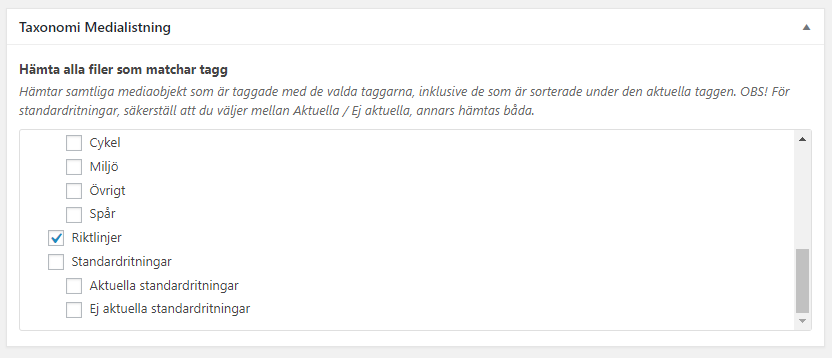 Taxonomi Medialistning
Hämta alla filer som matchar tagg
Hämtar samtliga mediaobjekt som är taggade med de valda taggarna, inklusive de som är sorterade under den aktuella taggen. OBS! För
standardritningar, säkerställ att du väljer mellan Aktuella / Ej aktuella, annars hämtas båda.
Cykel
Miljö
Övrigt
Spår
Riktlinjer
Standardritningar
Aktuella standardritningar
Ej aktuella standardritningar